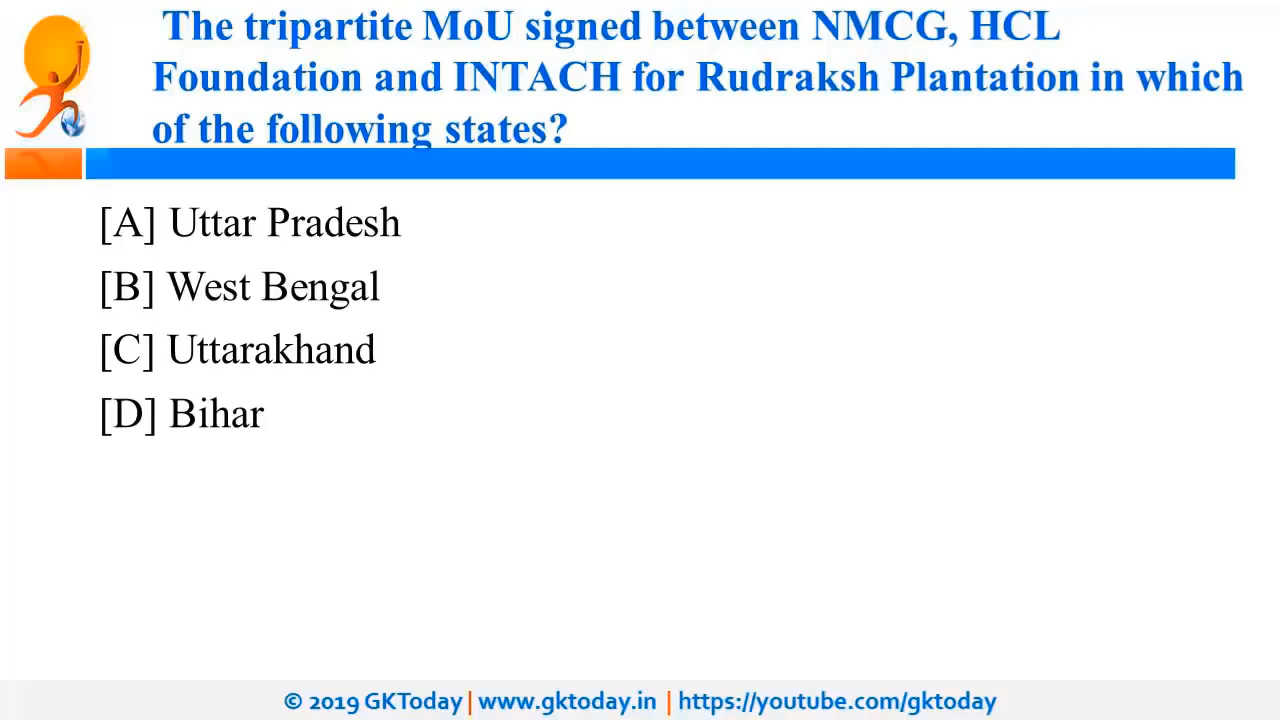 The tripartite MoU signed between NMCG, HCL
Foundation and INTACH for Rudraksh Plantation in which
of the following states?
[A] Uttar Pradesh
[B] West Bengal
[C] Uttarakhand
[D] Bihar
© 2019 GKToday | www.gktoday.in | https://youtube.com/gktoday